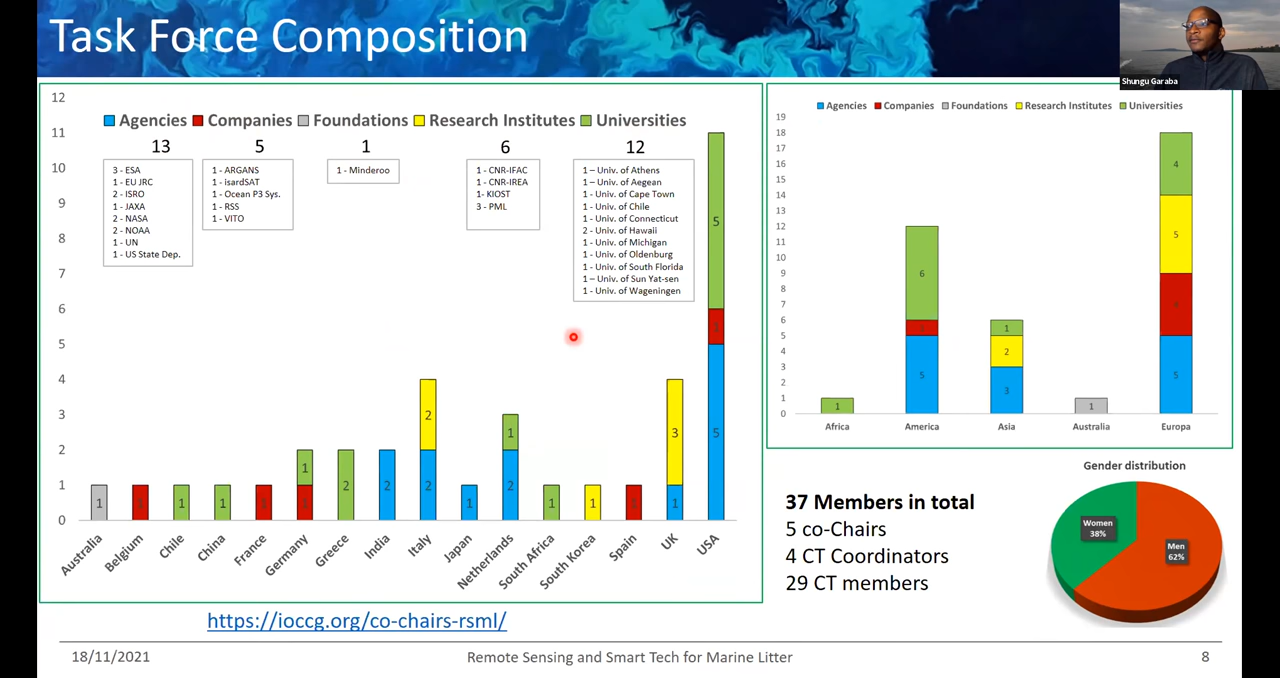 Task Force Composition
Shungu Garaba
12
11
10
9
8
7
6
5
4
3
2
1
0
Agencies Companies Foundations Research Institutes Universities
13 5 1 6 12
3 - ESA
1 - EU JRC
2 - ISRO
1 - JAXA
2 - NASA
2 - NOAA
1 - UN
1 - US State Dep.
1 - ARGANS
1 - isardSAT
1 - Ocean P3 Sys.
1 - RSS
1 - VITO
1 - Minderoo
1 - CNR-IFAC
1 - CNR-IREA
1 - KIOST
3 - PML
1 – Univ. of Athens
1 – Univ. of Aegean
1 - Univ. of Cape Town
1 - Univ. of Chile
1 - Univ. of Connecticut
2 - Univ. of Hawaii
1 - Univ. of Michigan
1 - Univ. of Oldenburg
1 - Univ. of South Florida
1 – Univ. of Sun Yat-sen
1 - Univ. of Wageningen
1 1 1 1 2 2 2 2 1 2 1 1 1 3 1 5 5
Australia
Belgium
Chile
China
France
Germany
Greece
India
Italy
Japan
Netherlands
South Africa
South Korea
Spain
UK
USA
Agencies Companies Foundations Research Institutes Universities
19
18
17
16
15
14
13
12
11
10
9
8
7
6
5
4
3
2
1
0
1
6
5
1
2
3
1
4
5
5
Africa America Asia Australia Europa
Gender distribution
Women
38%
Men
62%
37 Members in total
5 co-Chairs
4 CT Coordinators
29 CT members
https://ioccg.org/co-chairs-rsml/
18/11/2021 Remote Sensing and Smart Tech for Marine Litter 8